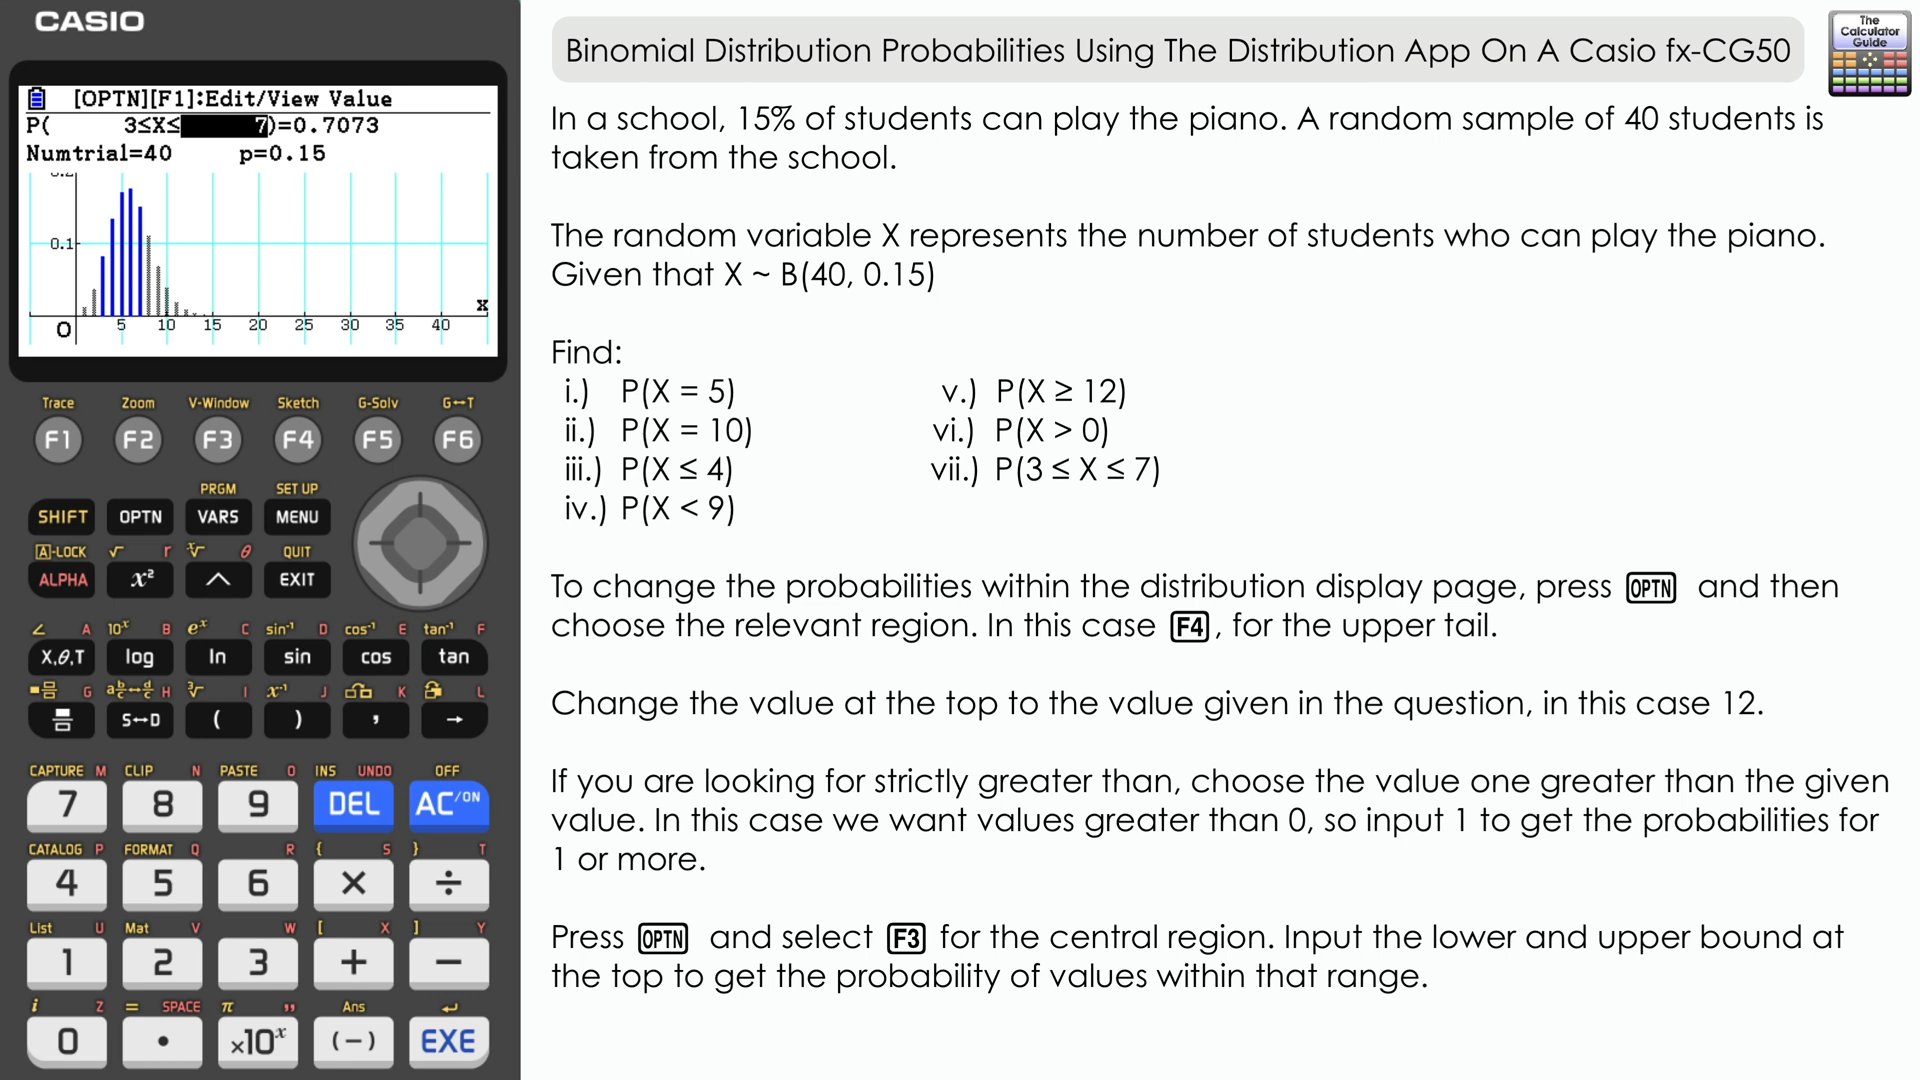 CASIO
[OPTN][F1]:Edit/View Value
P( 3≤X≤ 7)=0.7073
Numtrial=40 p=0.15
0.2
0.1
x
O 5 10 15 20 25 30 35 40
Trace Zoom V-Window Sketch G-Solv G↔T
F1 F2 F3 F4 F5 F6
PRGM SET UP
SHIFT OPTN VARS MENU
A-LOCK √ r ˣ√ θ QUIT
ALPHA x² ^ EXIT
∠ A 10ˣ B eˣ C sin⁻¹ D cos⁻¹ E tan⁻¹ F
X,θ,T log ln sin cos tan
G a b/c↔d/c H ³√ I x⁻¹ J K L
S↔D ( ) , →
CAPTURE M CLIP N PASTE O INS UNDO OFF
7 8 9 DEL AC/ON
CATALOG P FORMAT Q R { S } T
4 5 6 × ÷
List U Mat V W [ X ] Y
1 2 3 + −
i Z = SPACE π " Ans ↵
0 • ×10ˣ (−) EXE
Binomial Distribution Probabilities Using The Distribution App On A Casio fx-CG50
The
Calculator
Guide
In a school, 15% of students can play the piano. A random sample of 40 students is
taken from the school.
The random variable X represents the number of students who can play the piano.
Given that X ~ B(40, 0.15)
Find:
i.) P(X = 5) v.) P(X ≥ 12)
ii.) P(X = 10) vi.) P(X > 0)
iii.) P(X ≤ 4) vii.) P(3 ≤ X ≤ 7)
iv.) P(X < 9)
To change the probabilities within the distribution display page, press OPTN and then
choose the relevant region. In this case F4, for the upper tail.
Change the value at the top to the value given in the question, in this case 12.
If you are looking for strictly greater than, choose the value one greater than the given
value. In this case we want values greater than 0, so input 1 to get the probabilities for
1 or more.
Press OPTN and select F3 for the central region. Input the lower and upper bound at
the top to get the probability of values within that range.